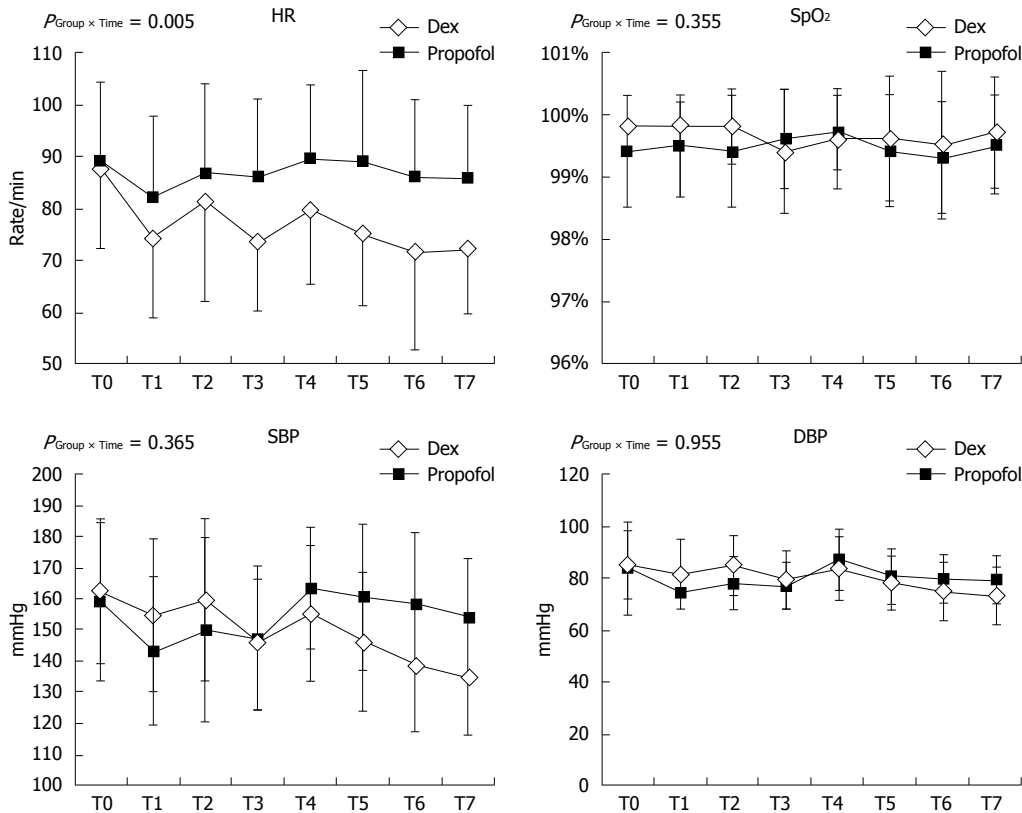 P Group × Time = 0.005
HR
Dex
Propofol
Rate/min
110
100
90
80
70
60
50
T0 T1 T2 T3 T4 T5 T6 T7
P Group × Time = 0.355
SpO2
Dex
Propofol
101%
100%
99%
98%
97%
96%
T0 T1 T2 T3 T4 T5 T6 T7
P Group × Time = 0.365
SBP
Dex
Propofol
mmHg
200
190
180
170
160
150
140
130
120
110
100
T0 T1 T2 T3 T4 T5 T6 T7
P Group × Time = 0.955
DBP
Dex
Propofol
mmHg
120
100
80
60
40
20
0
T0 T1 T2 T3 T4 T5 T6 T7